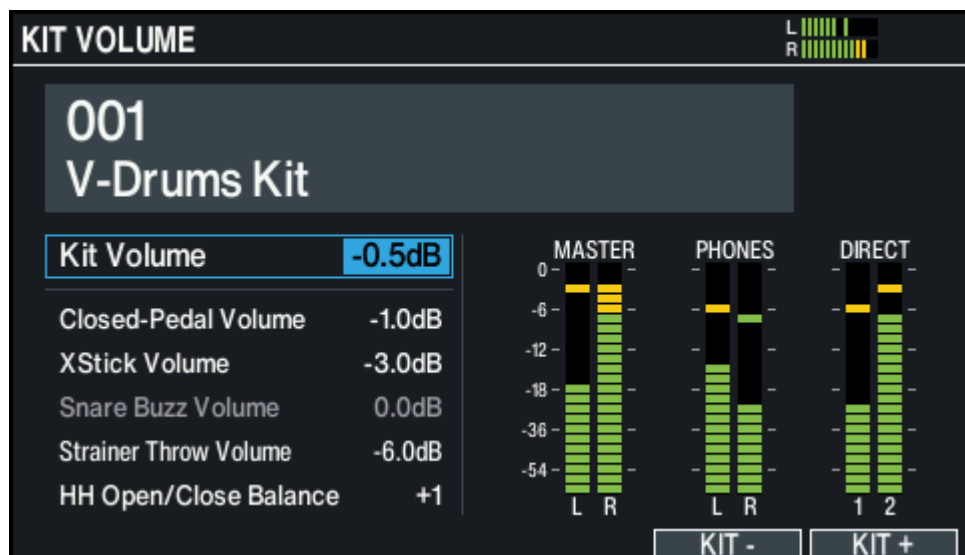 KIT VOLUME
L
R
001
V-Drums Kit
Kit Volume -0.5dB
Closed-Pedal Volume -1.0dB
XStick Volume -3.0dB
Snare Buzz Volume 0.0dB
Strainer Throw Volume -6.0dB
HH Open/Close Balance +1
MASTER PHONES DIRECT
0
-6
-12
-18
-36
-54
L R L R 1 2
KIT - KIT +